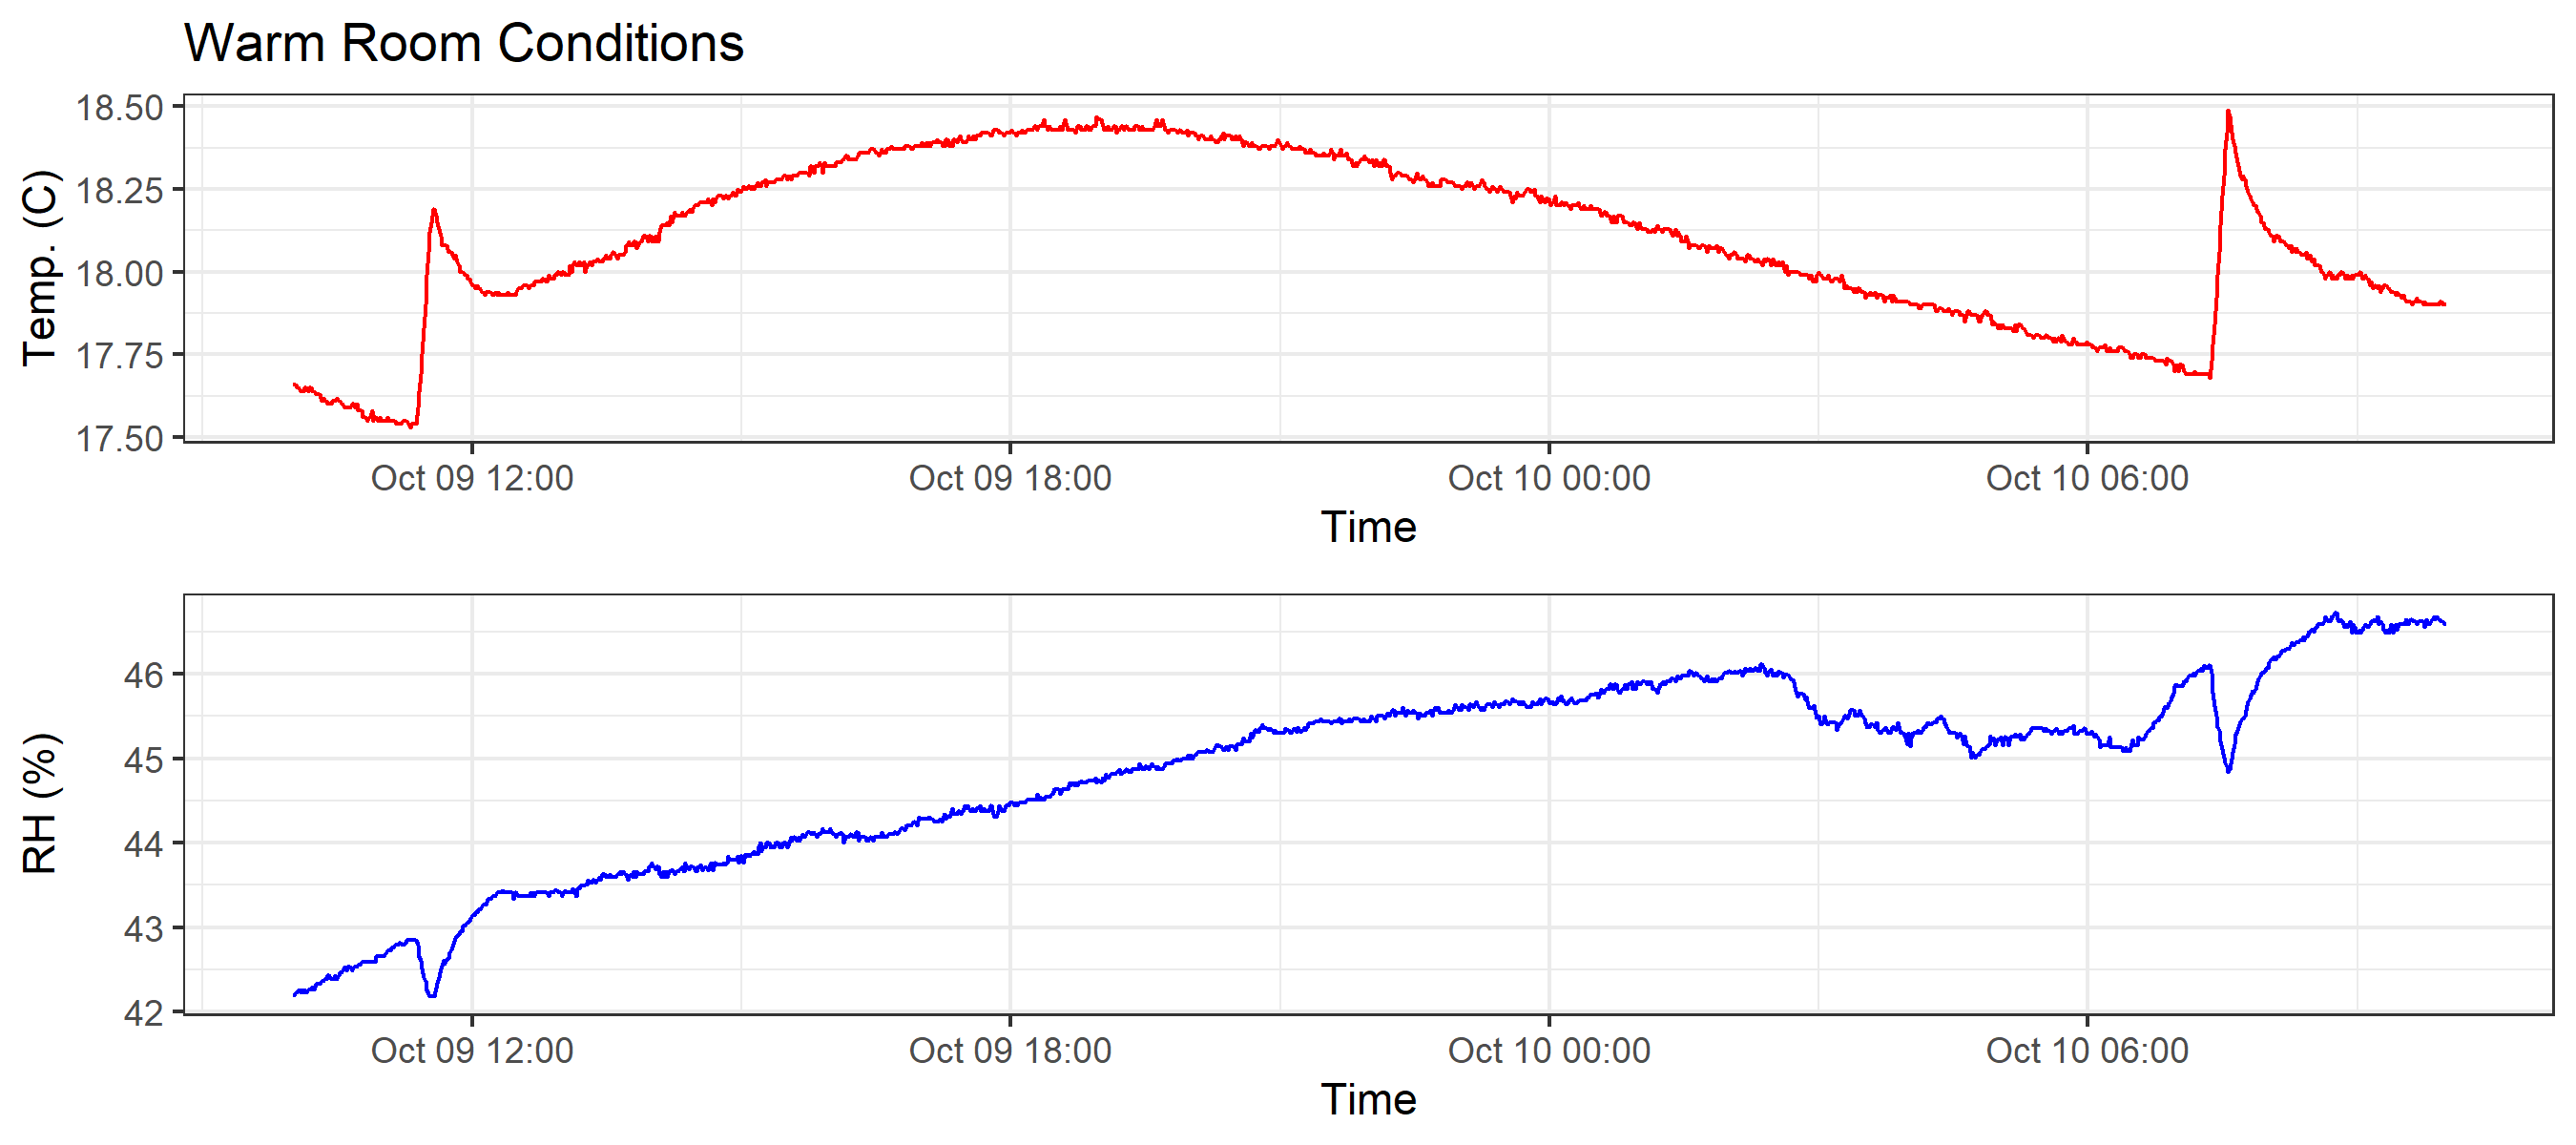 Warm Room Conditions
Temp. (C)
18.50
18.25
18.00
17.75
17.50
Oct 09 12:00 Oct 09 18:00 Oct 10 00:00 Oct 10 06:00
Time
RH (%)
46
45
44
43
42
Oct 09 12:00 Oct 09 18:00 Oct 10 00:00 Oct 10 06:00
Time